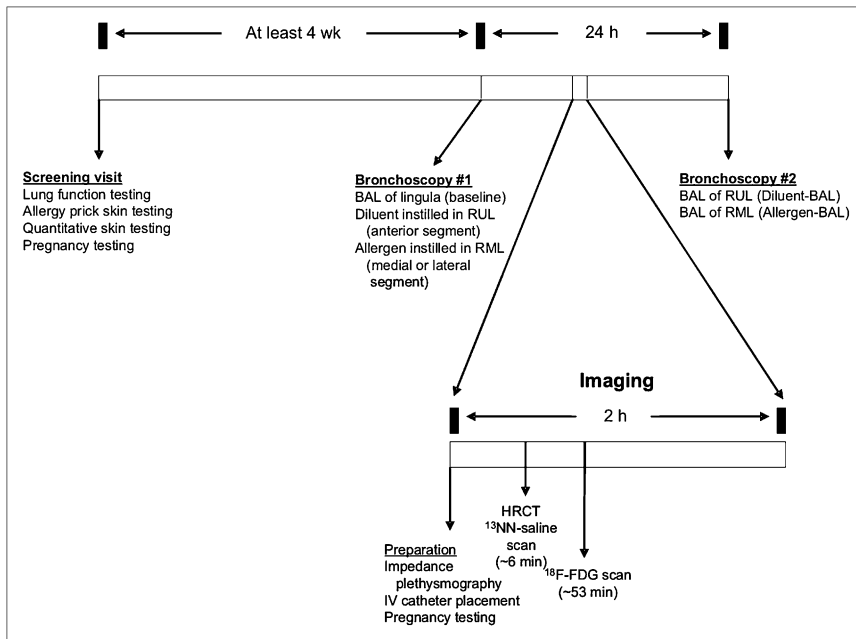 At least 4 wk
24 h
Screening visit
Lung function testing
Allergy prick skin testing
Quantitative skin testing
Pregnancy testing
Bronchoscopy #1
BAL of lingula (baseline)
Diluent instilled in RUL
(anterior segment)
Allergen instilled in RML
(medial or lateral
segment)
Bronchoscopy #2
BAL of RUL (Diluent-BAL)
BAL of RML (Allergen-BAL)
Imaging
2 h
Preparation
Impedance
plethysmography
IV catheter placement
Pregnancy testing
HRCT
¹³NN-saline
scan
(~6 min)
¹⁸F-FDG scan
(~53 min)